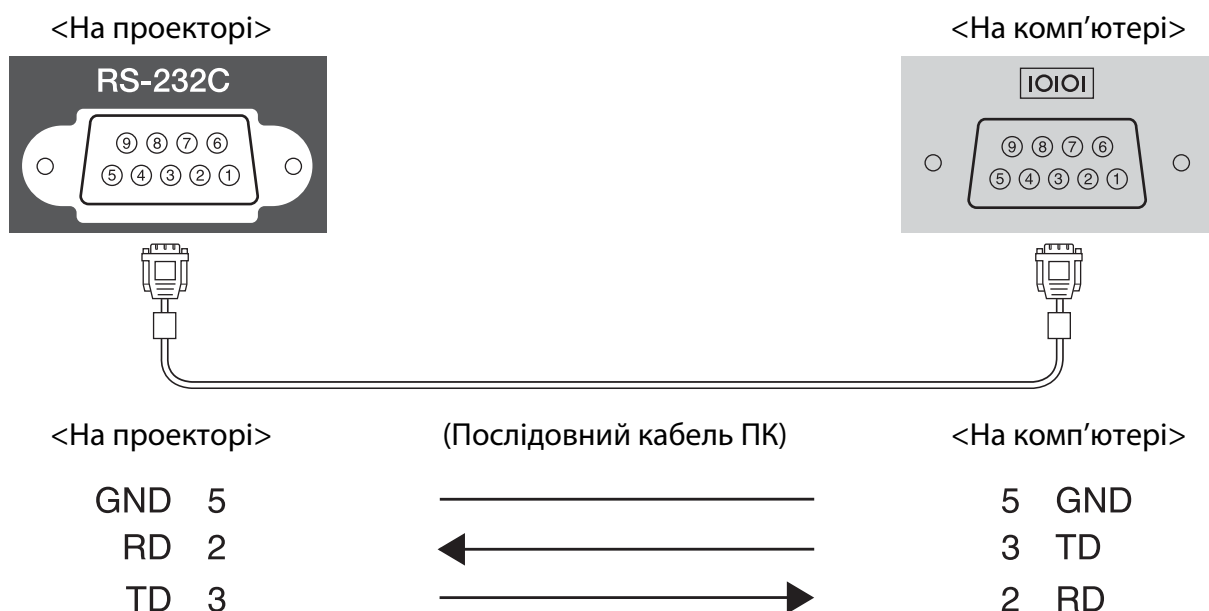 <На проекторі> <На комп’ютері>
RS-232C IOIOI
9 8 7 6 9 8 7 6
5 4 3 2 1 5 4 3 2 1
<На проекторі> (Послідовний кабель ПК) <На комп’ютері>
GND 5 5 GND
RD 2 3 TD
TD 3 2 RD